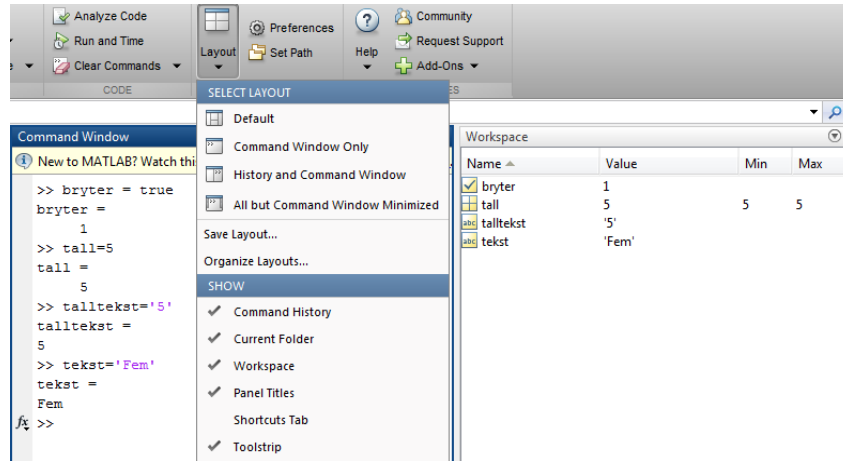 Analyze Code
Run and Time
Clear Commands
CODE
Layout
Preferences
Set Path
Help
Community
Request Support
Add-Ons
ES
SELECT LAYOUT
Default
Command Window Only
History and Command Window
All but Command Window Minimized
Save Layout...
Organize Layouts...
SHOW
Command History
Current Folder
Workspace
Panel Titles
Shortcuts Tab
Toolstrip
Command Window
New to MATLAB? Watch thi
>> bryter = true
bryter =
1
>> tall=5
tall =
5
>> talltekst='5'
talltekst =
5
>> tekst='Fem'
tekst =
Fem
fx >>
Workspace
Name Value Min Max
bryter 1
tall 5 5 5
abc talltekst '5'
abc tekst 'Fem'